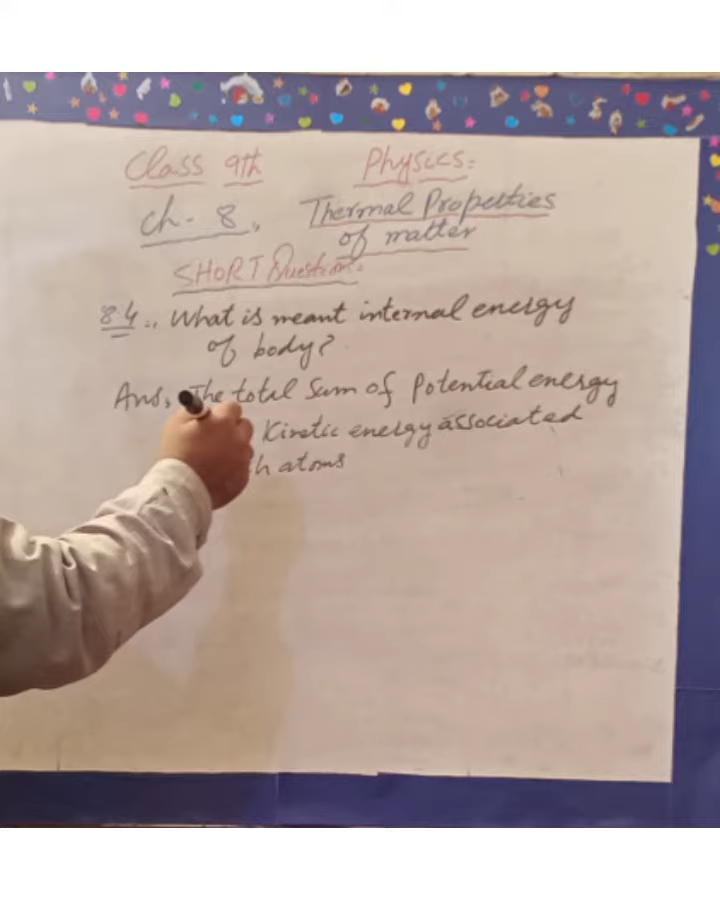 Class 9th Physics:
Ch. 8, Thermal Properties
of matter
SHORT Question:
8.4., What is meant internal energy
of body?
Ans, The total Sum of Potential energy
Kinetic energy associated
h atoms